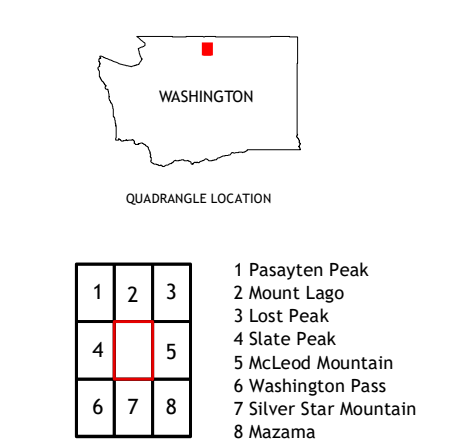 WASHINGTON
QUADRANGLE LOCATION
1 2 3
4 5
6 7 8
1 Pasayten Peak
2 Mount Lago
3 Lost Peak
4 Slate Peak
5 McLeod Mountain
6 Washington Pass
7 Silver Star Mountain
8 Mazama